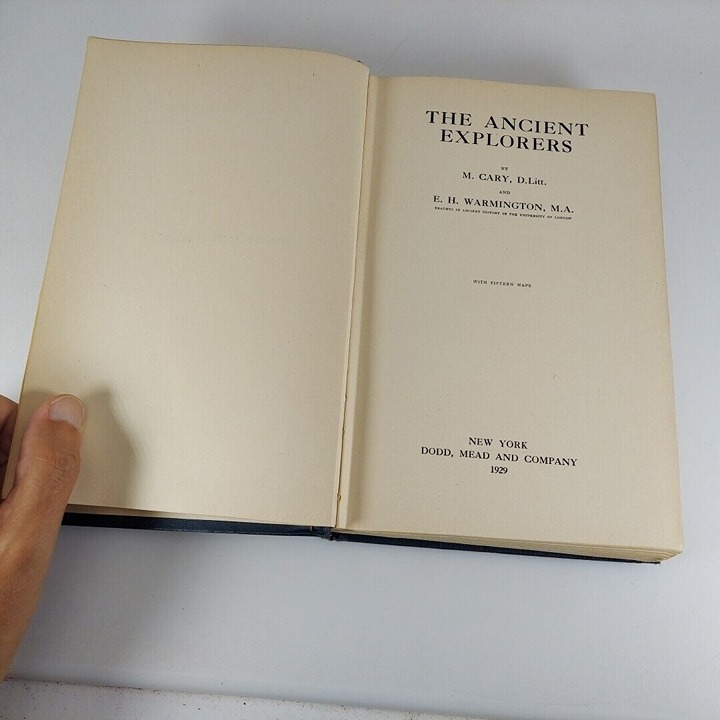 THE ANCIENT
EXPLORERS
BY
M. CARY, D.Litt.
AND
E. H. WARMINGTON, M.A.
READERS IN ANCIENT HISTORY IN THE UNIVERSITY OF LONDON
WITH FIFTEEN MAPS
NEW YORK
DODD, MEAD AND COMPANY
1929